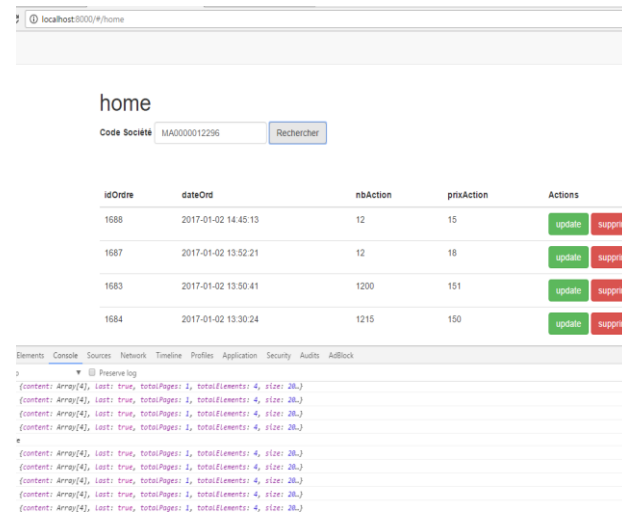 localhost:8000/#/home
home
Code Société MA0000012296 Rechercher
idOrdre dateOrd nbAction prixAction Actions
1688 2017-01-02 14:45:13 12 15 update supprim
1687 2017-01-02 13:52:21 12 18 update supprim
1683 2017-01-02 13:50:41 1200 151 update supprim
1684 2017-01-02 13:30:24 1215 150 update supprim
Elements Console Sources Network Timeline Profiles Application Security Audits AdBlock
▼ Preserve log
{content: Array[4], last: true, totalPages: 1, totalElements: 4, size: 20…}
{content: Array[4], last: true, totalPages: 1, totalElements: 4, size: 20…}
{content: Array[4], last: true, totalPages: 1, totalElements: 4, size: 20…}
{content: Array[4], last: true, totalPages: 1, totalElements: 4, size: 20…}
e
{content: Array[4], last: true, totalPages: 1, totalElements: 4, size: 20…}
{content: Array[4], last: true, totalPages: 1, totalElements: 4, size: 20…}
{content: Array[4], last: true, totalPages: 1, totalElements: 4, size: 20…}
{content: Array[4], last: true, totalPages: 1, totalElements: 4, size: 20…}
{content: Array[4], last: true, totalPages: 1, totalElements: 4, size: 20…}